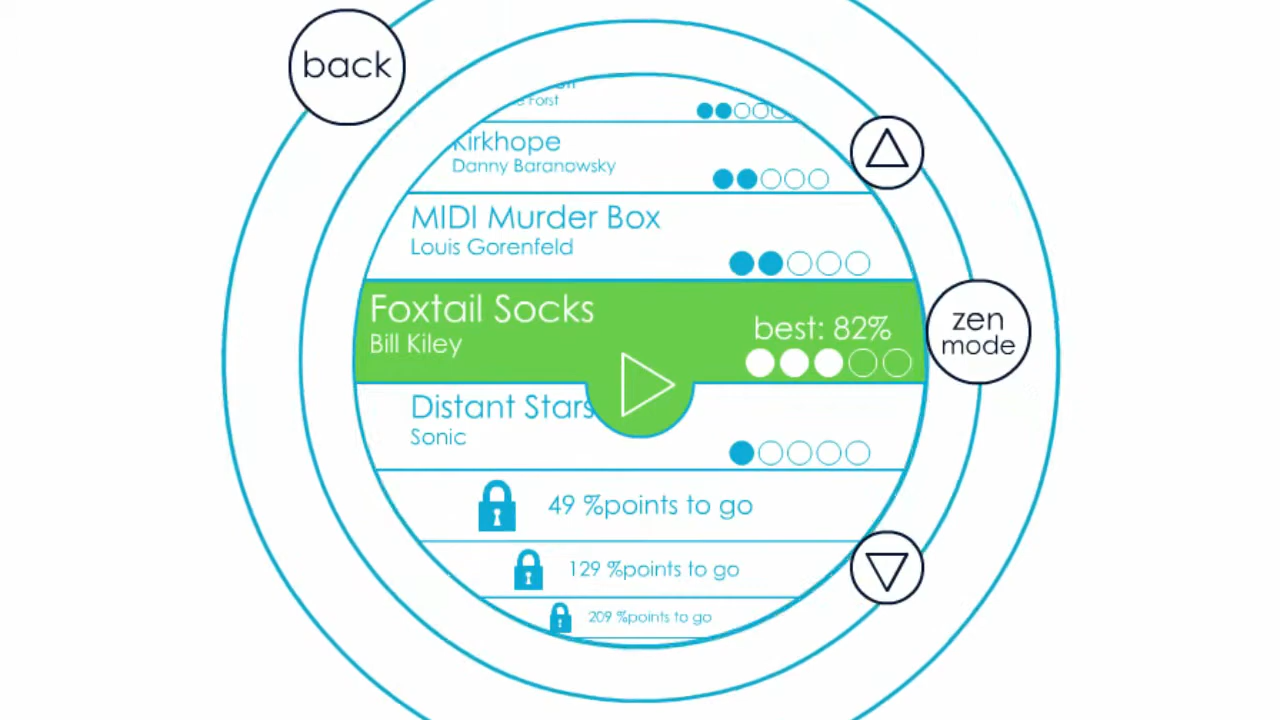 back
Forst
Kirkhope
Danny Baranowsky
MIDI Murder Box
Louis Gorenfeld
Foxtail Socks
Bill Kiley
best: 82%
zen
mode
Distant Stars
Sonic
49 %points to go
129 %points to go
209 %points to go